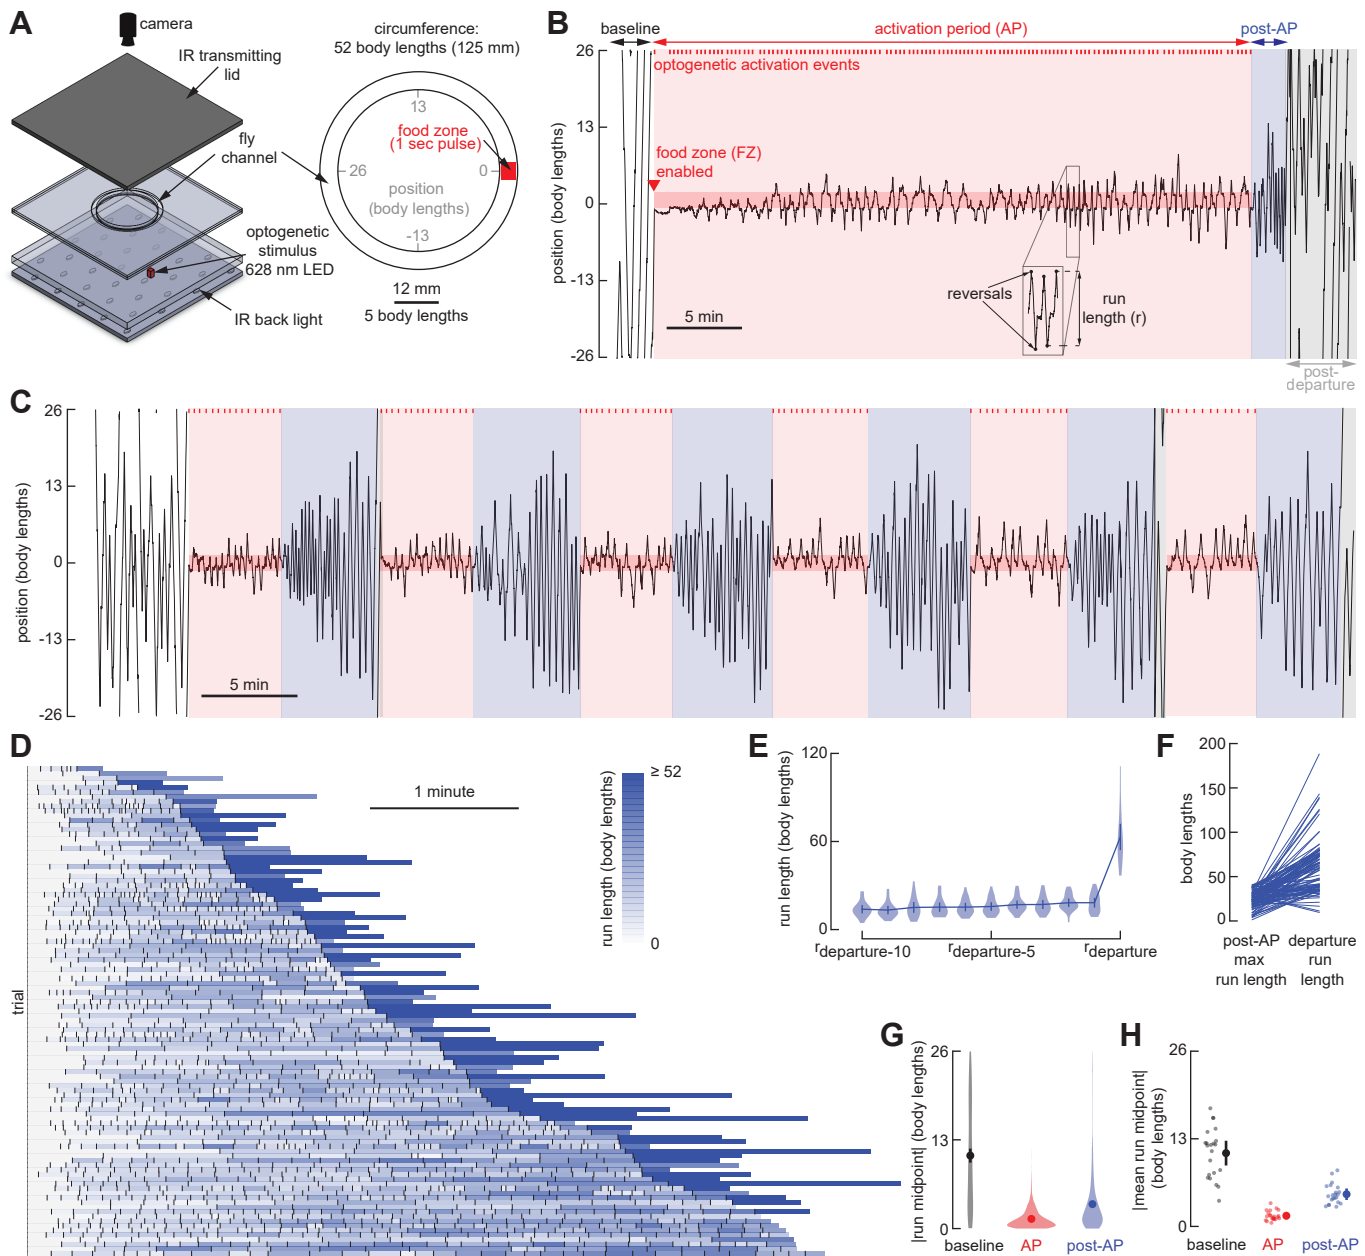 A
camera
IR transmitting
lid
fly
channel
optogenetic
stimulus
628 nm LED
IR back light
circumference:
52 body lengths (125 mm)
13
food zone
(1 sec pulse)
26
0
position
(body lengths)
-13
12 mm
5 body lengths
B
baseline
activation period (AP)
post-AP
26
13
0
-13
-26
position (body lengths)
optogenetic activation events
food zone (FZ)
enabled
5 min
reversals
run
length (r)
post-
departure
C
26
13
0
-13
-26
position (body lengths)
5 min
D
trial
1 minute
run length (body lengths)
≥ 52
0
E
120
60
0
run length (body lengths)
rdeparture-10
rdeparture-5
rdeparture
F
200
150
100
50
0
body lengths
post-AP
max
run length
departure
run
length
G
26
13
0
|run midpoint| (body lengths)
baseline
AP
post-AP
H
26
13
0
|mean run midpoint|
(body lengths)
baseline
AP
post-AP